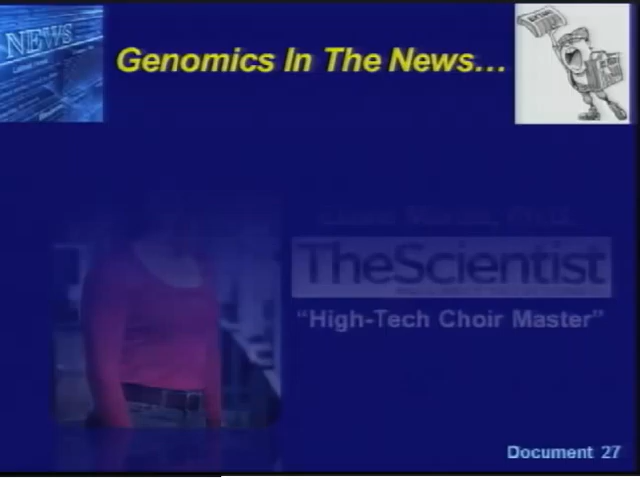 NEWS
Genomics In The News...
TheScientist
“High-Tech Choir Master”
Document 27